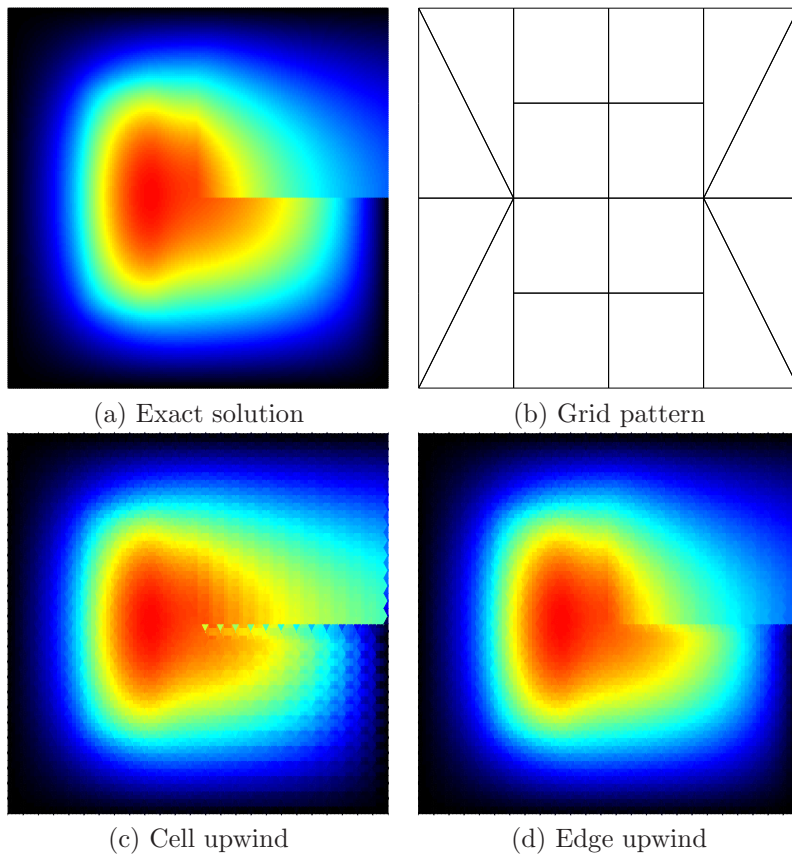 (a) Exact solution
(b) Grid pattern
(c) Cell upwind
(d) Edge upwind